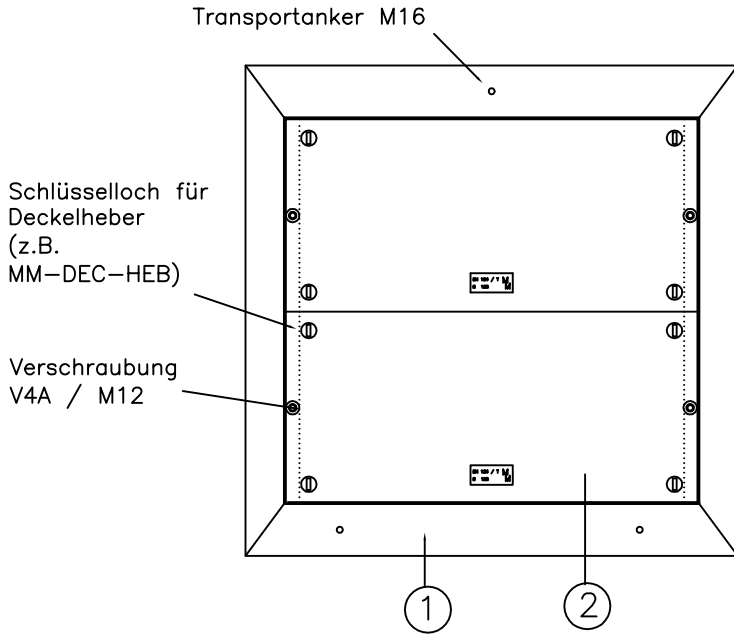 Transportanker M16
Schlüsselloch für
Deckelheber
(z.B.
MM-DEC-HEB)
Verschraubung
V4A / M12
M
M
M
M
1
2